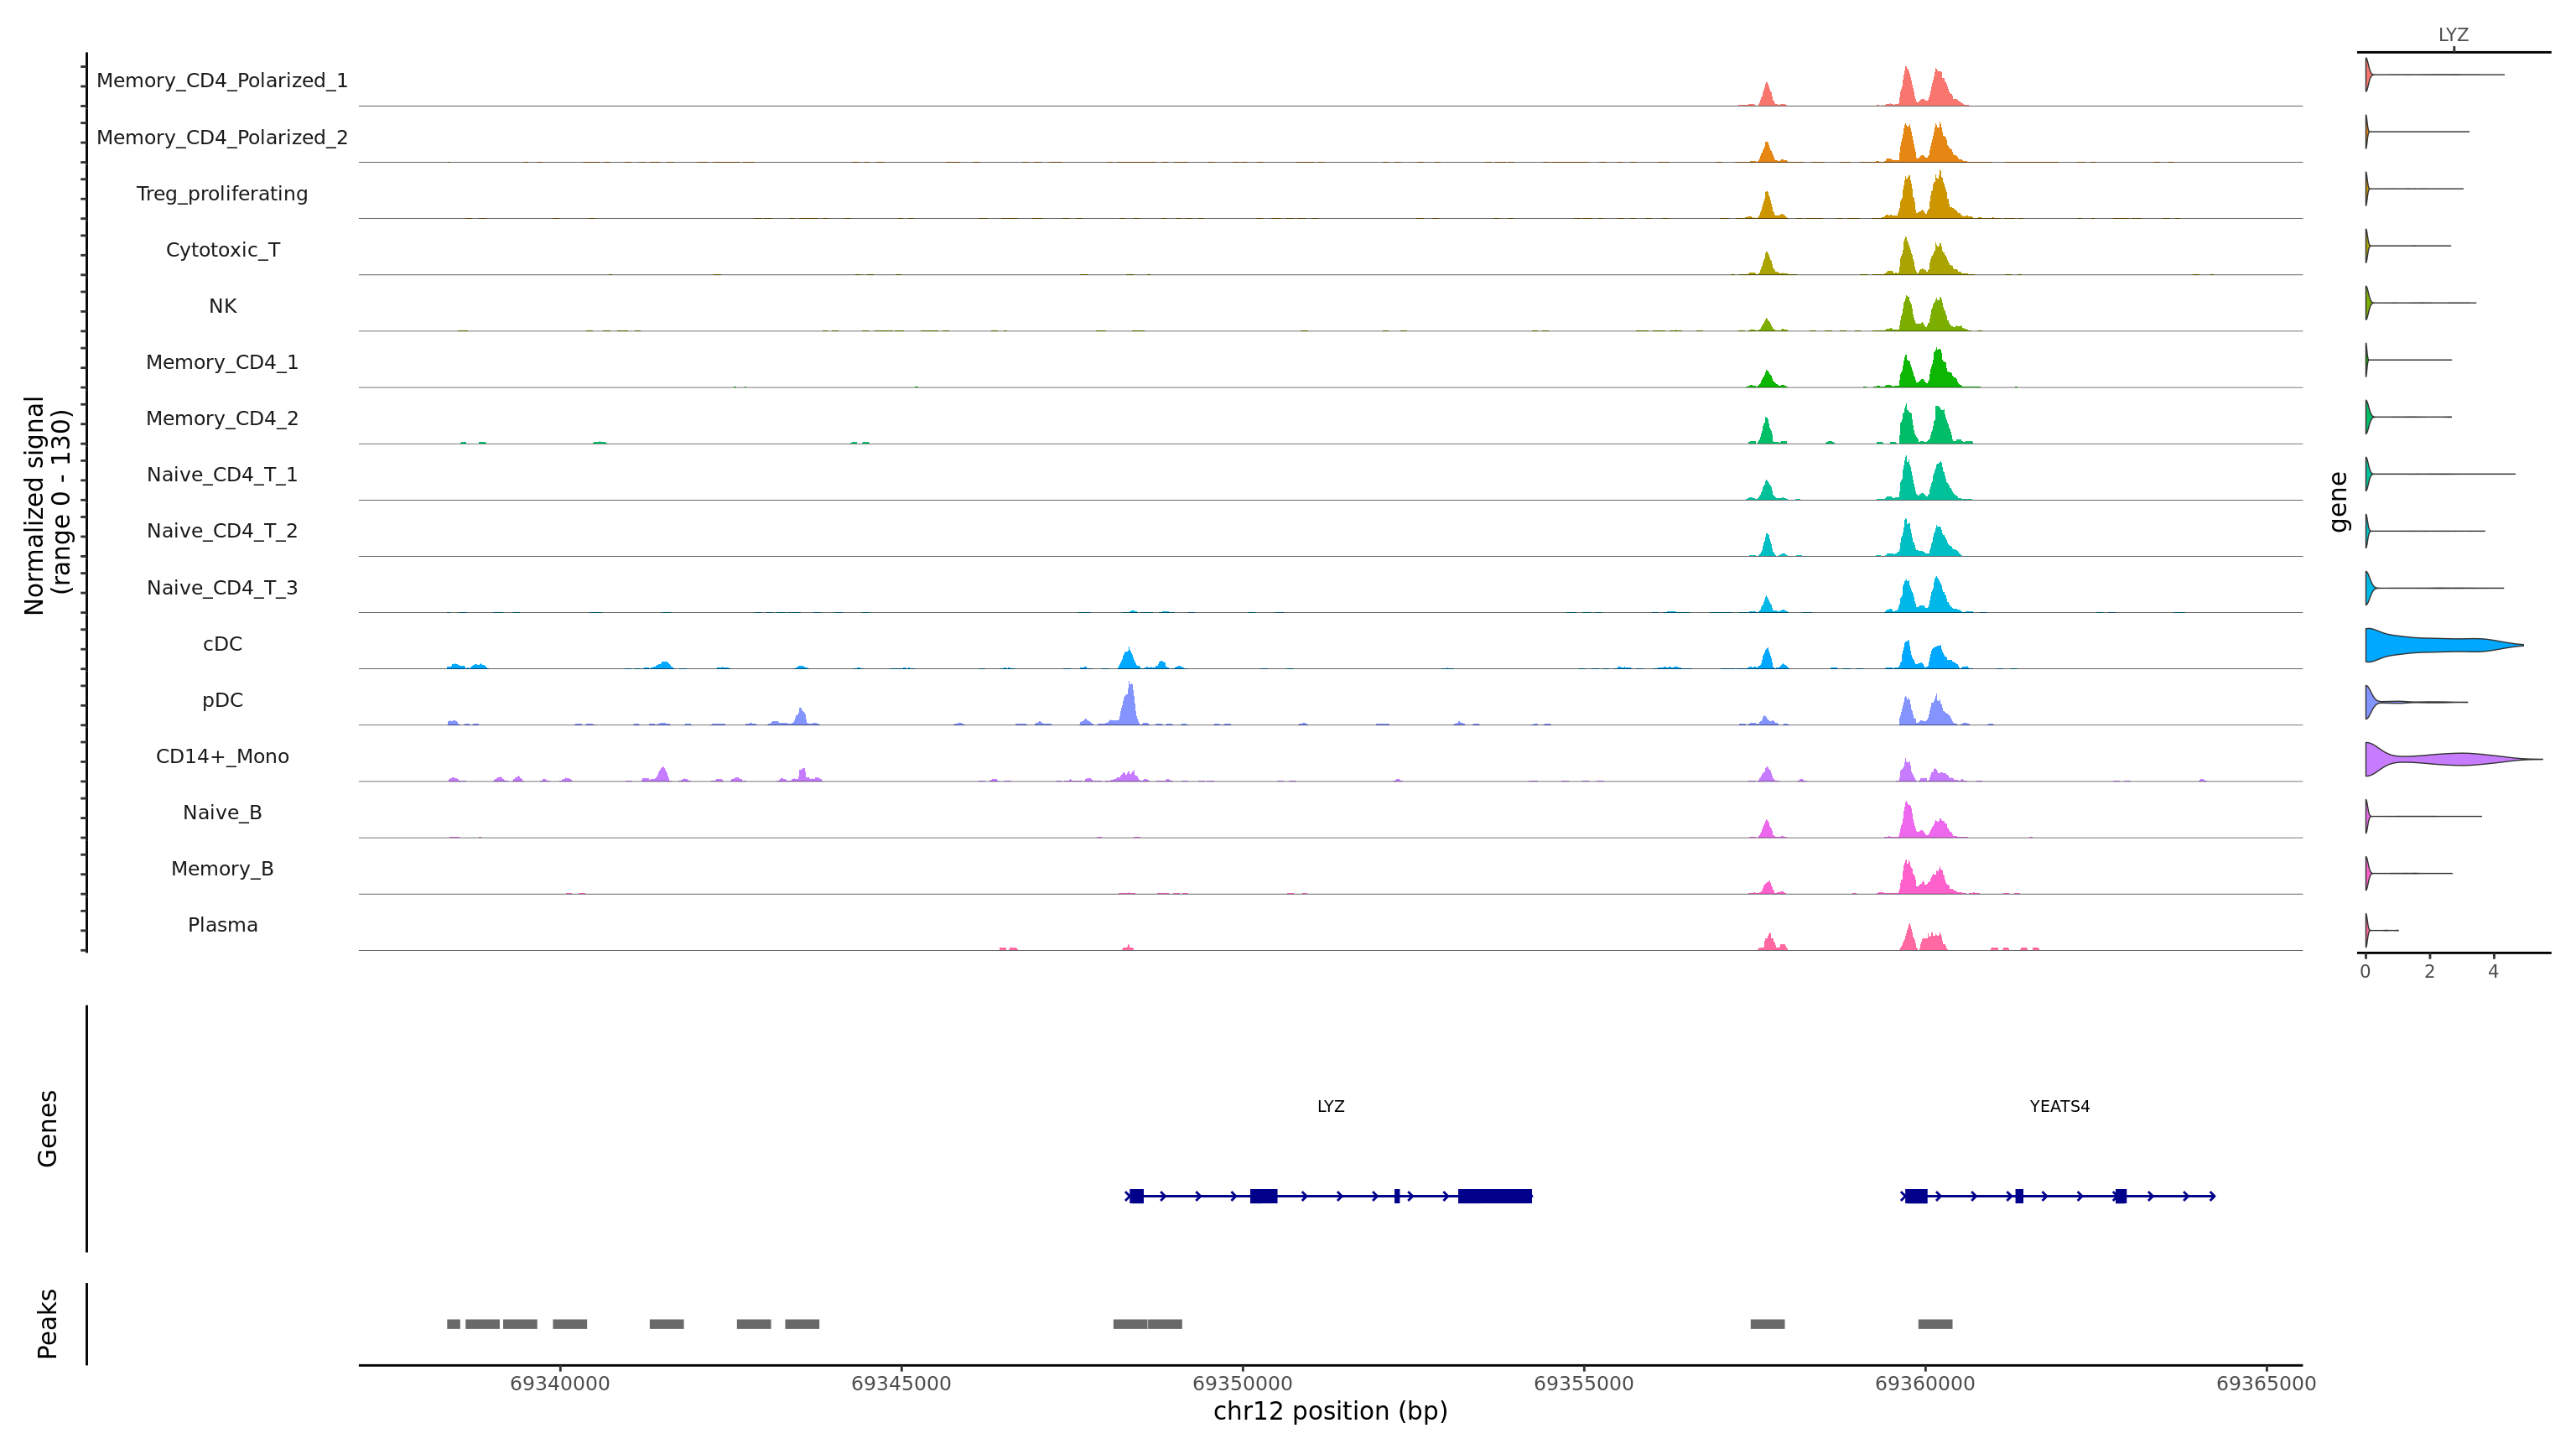 LYZ
Memory_CD4_Polarized_1
Memory_CD4_Polarized_2
Treg_proliferating
Cytotoxic_T
NK
Memory_CD4_1
Memory_CD4_2
Naive_CD4_T_1
Naive_CD4_T_2
Naive_CD4_T_3
cDC
pDC
CD14+_Mono
Naive_B
Memory_B
Plasma
Normalized signal
(range 0 - 130)
gene
0 2 4
Genes
LYZ YEATS4
Peaks
69340000 69345000 69350000 69355000 69360000 69365000
chr12 position (bp)